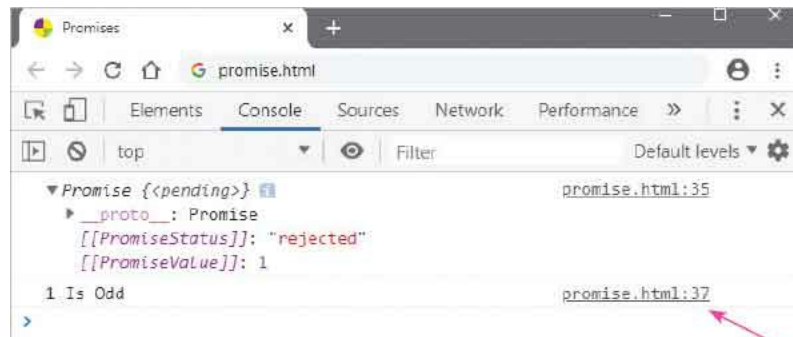 Promises
promise.html
Elements Console Sources Network Performance »
top Filter Default levels
Promise {<pending>} promise.html:35
__proto__: Promise
[[PromiseStatus]]: "rejected"
[[PromiseValue]]: 1
1 Is Odd promise.html:37
>